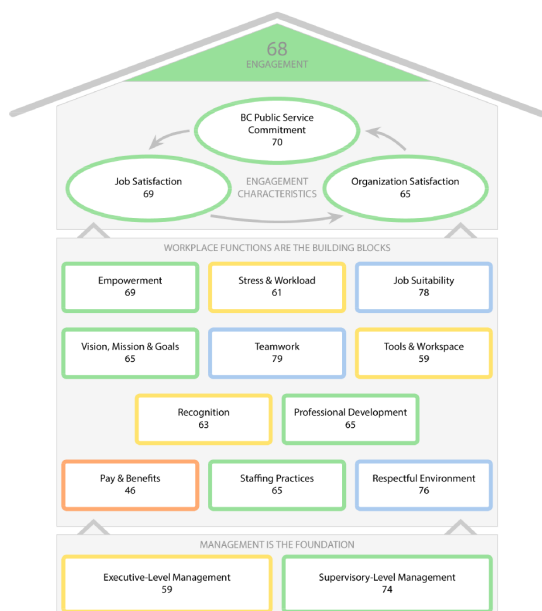 68
ENGAGEMENT
BC Public Service
Commitment
70
Job Satisfaction
69
ENGAGEMENT
CHARACTERISTICS
Organization Satisfaction
65
WORKPLACE FUNCTIONS ARE THE BUILDING BLOCKS
Empowerment
69
Stress & Workload
61
Job Suitability
78
Vision, Mission & Goals
65
Teamwork
79
Tools & Workspace
59
Recognition
63
Professional Development
65
Pay & Benefits
46
Staffing Practices
65
Respectful Environment
76
MANAGEMENT IS THE FOUNDATION
Executive-Level Management
59
Supervisory-Level Management
74